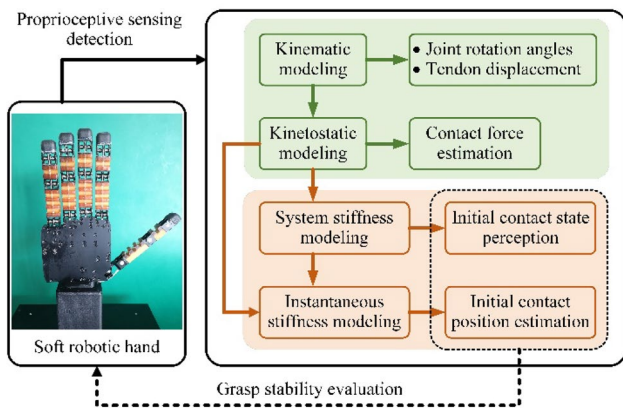 Proprioceptive sensing
detection
Soft robotic hand
Kinematic
modeling
• Joint rotation angles
• Tendon displacement
Kinetostatic
modeling
Contact force
estimation
System stiffness
modeling
Initial contact state
perception
Instantaneous
stiffness modeling
Initial contact
position estimation
Grasp stability evaluation